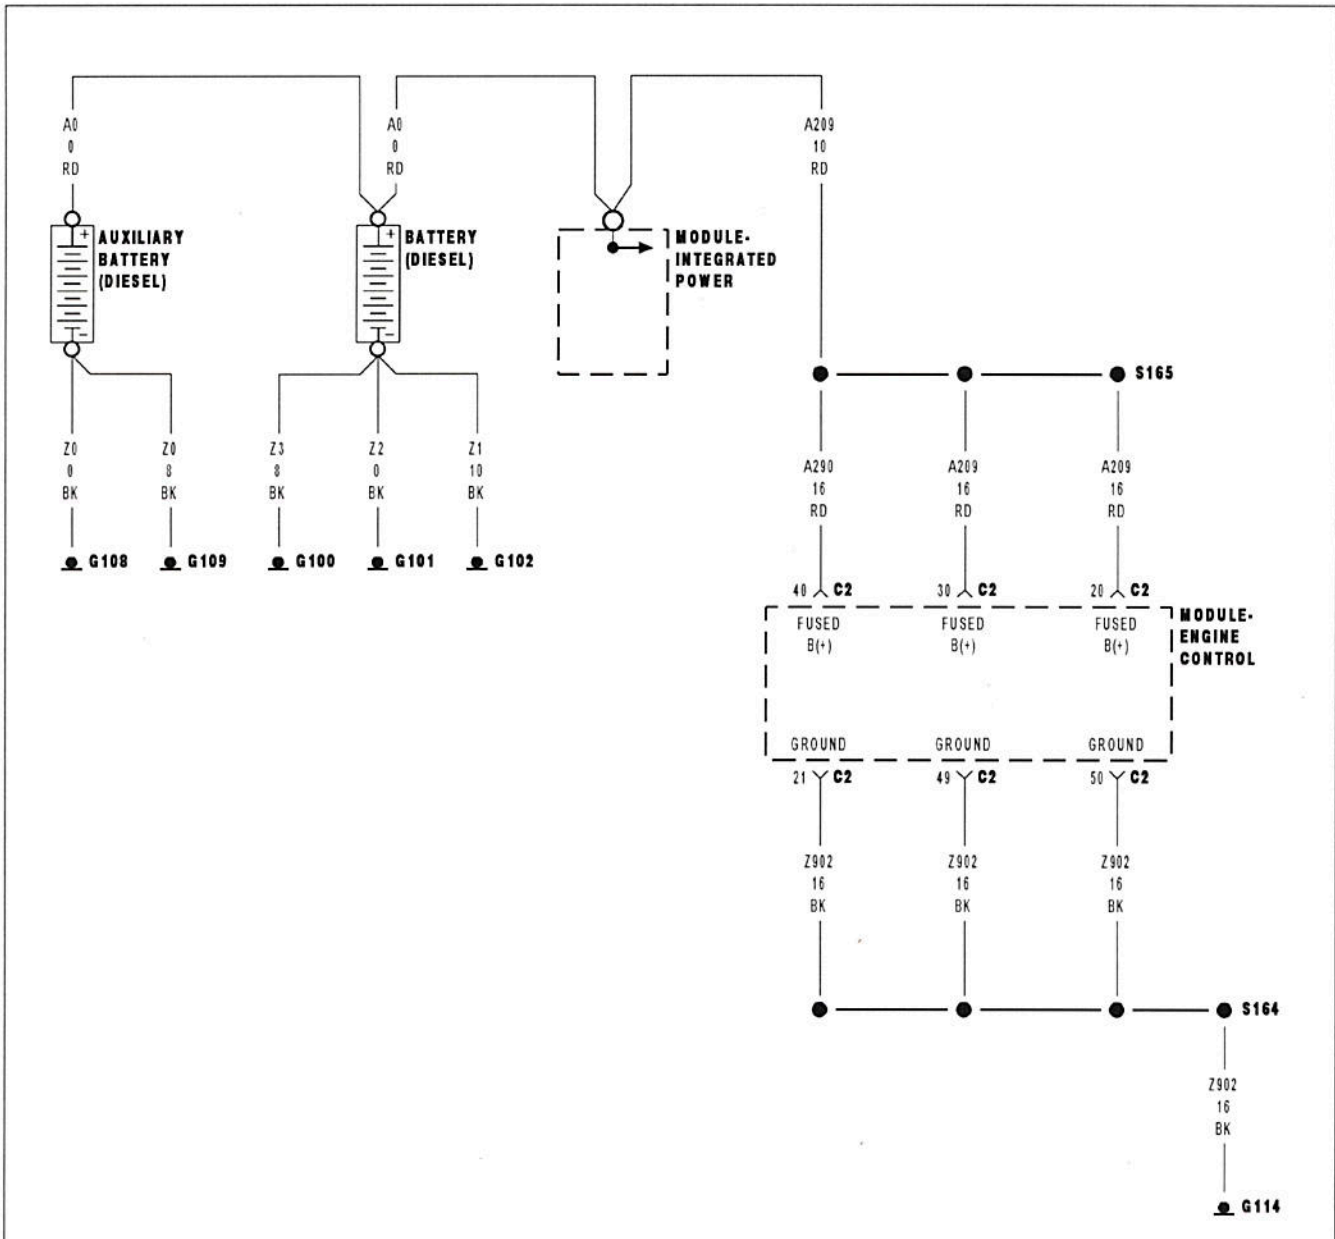 A0
0
RD
A0
0
RD
A209
10
RD
+ AUXILIARY
BATTERY
(DIESEL)
-
+ BATTERY
(DIESEL)
-
MODULE-
INTEGRATED
POWER
S165
Z0
0
BK
Z0
8
BK
Z3
8
BK
Z2
0
BK
Z1
10
BK
A290
16
RD
A209
16
RD
A209
16
RD
G108
G109
G100
G101
G102
40 C2
30 C2
20 C2
FUSED
B(+)
FUSED
B(+)
FUSED
B(+)
MODULE-
ENGINE
CONTROL
GROUND
GROUND
GROUND
21 C2
49 C2
50 C2
Z902
16
BK
Z902
16
BK
Z902
16
BK
S164
Z902
16
BK
G114